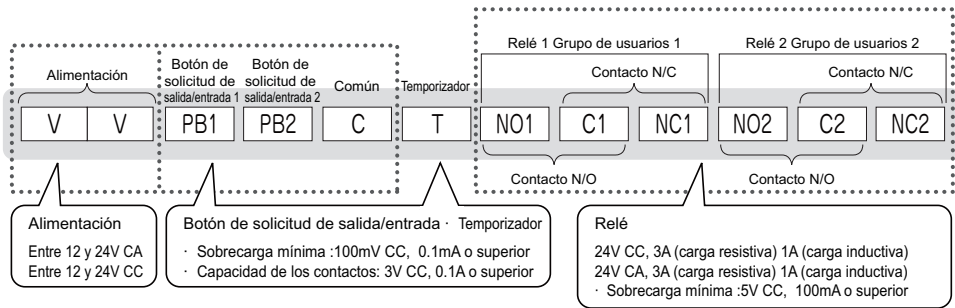 Relé 1 Grupo de usuarios 1
Relé 2 Grupo de usuarios 2
Alimentación
Botón de
solicitud de
salida/entrada 1
Botón de
solicitud de
salida/entrada 2
Común
Temporizador
Contacto N/C
Contacto N/C
V V PB1 PB2 C T NO1 C1 NC1 NO2 C2 NC2
Contacto N/O
Contacto N/O
Alimentación
Entre 12 y 24V CA
Entre 12 y 24V CC
Botón de solicitud de salida/entrada · Temporizador
· Sobrecarga mínima :100mV CC, 0.1mA o superior
· Capacidad de los contactos: 3V CC, 0.1A o superior
Relé
24V CC, 3A (carga resistiva) 1A (carga inductiva)
24V CA, 3A (carga resistiva) 1A (carga inductiva)
· Sobrecarga mínima :5V CC, 100mA o superior